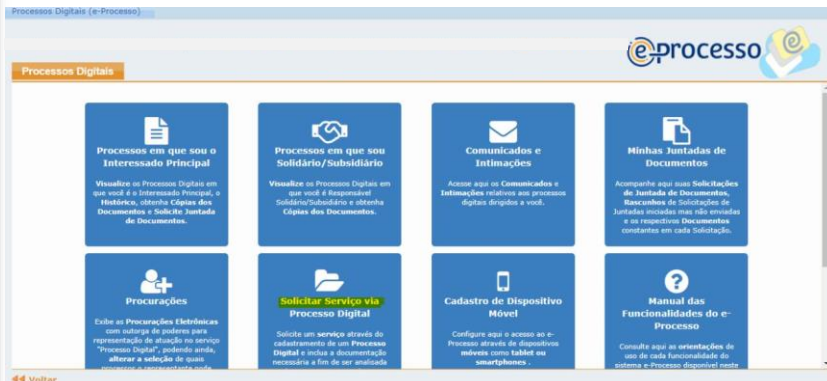 Processos Digitais (e-Processo)
e-processo
Processos Digitais
Processos em que sou o
Interessado Principal
Visualize os Processos Digitais em
que você é o Interessado Principal, o
Histórico, obtenha Cópias dos
Documentos e Solicite Juntada
de Documentos.
Processos em que sou
Solidário/Subsidiário
Visualize os Processos Digitais em
que você é Responsável
Solidário/Subsidiário e obtenha
Cópias dos Documentos.
Comunicados e
Intimações
Acesse aqui os Comunicados e
Intimações relativos aos processos
digitais dirigidos a você.
Minhas Juntadas de
Documentos
Acompanhe aqui suas Solicitações
de Juntada de Documentos,
Rascunhos de Solicitações de
Juntadas iniciadas mas não enviadas
e os respectivos Documentos
constantes em cada Solicitação.
Procurações
Exibe as Procurações Eletrônicas
com outorga de poderes para
representação de atuação no serviço
"Processo Digital", podendo ainda,
alterar a seleção de quais
processos o representante pode
Solicitar Serviço via
Processo Digital
Solicite um serviço através do
cadastramento de um Processo
Digital e inclua a documentação
necessária a fim de ser analisada
Cadastro de Dispositivo
Móvel
Configure aqui o acesso ao e-
Processo através de dispositivos
móveis como tablet ou
smartphones .
Manual das
Funcionalidades do e-
Processo
Consulte aqui as orientações de
uso de cada funcionalidade do
sistema e-Processo disponível neste
Voltar